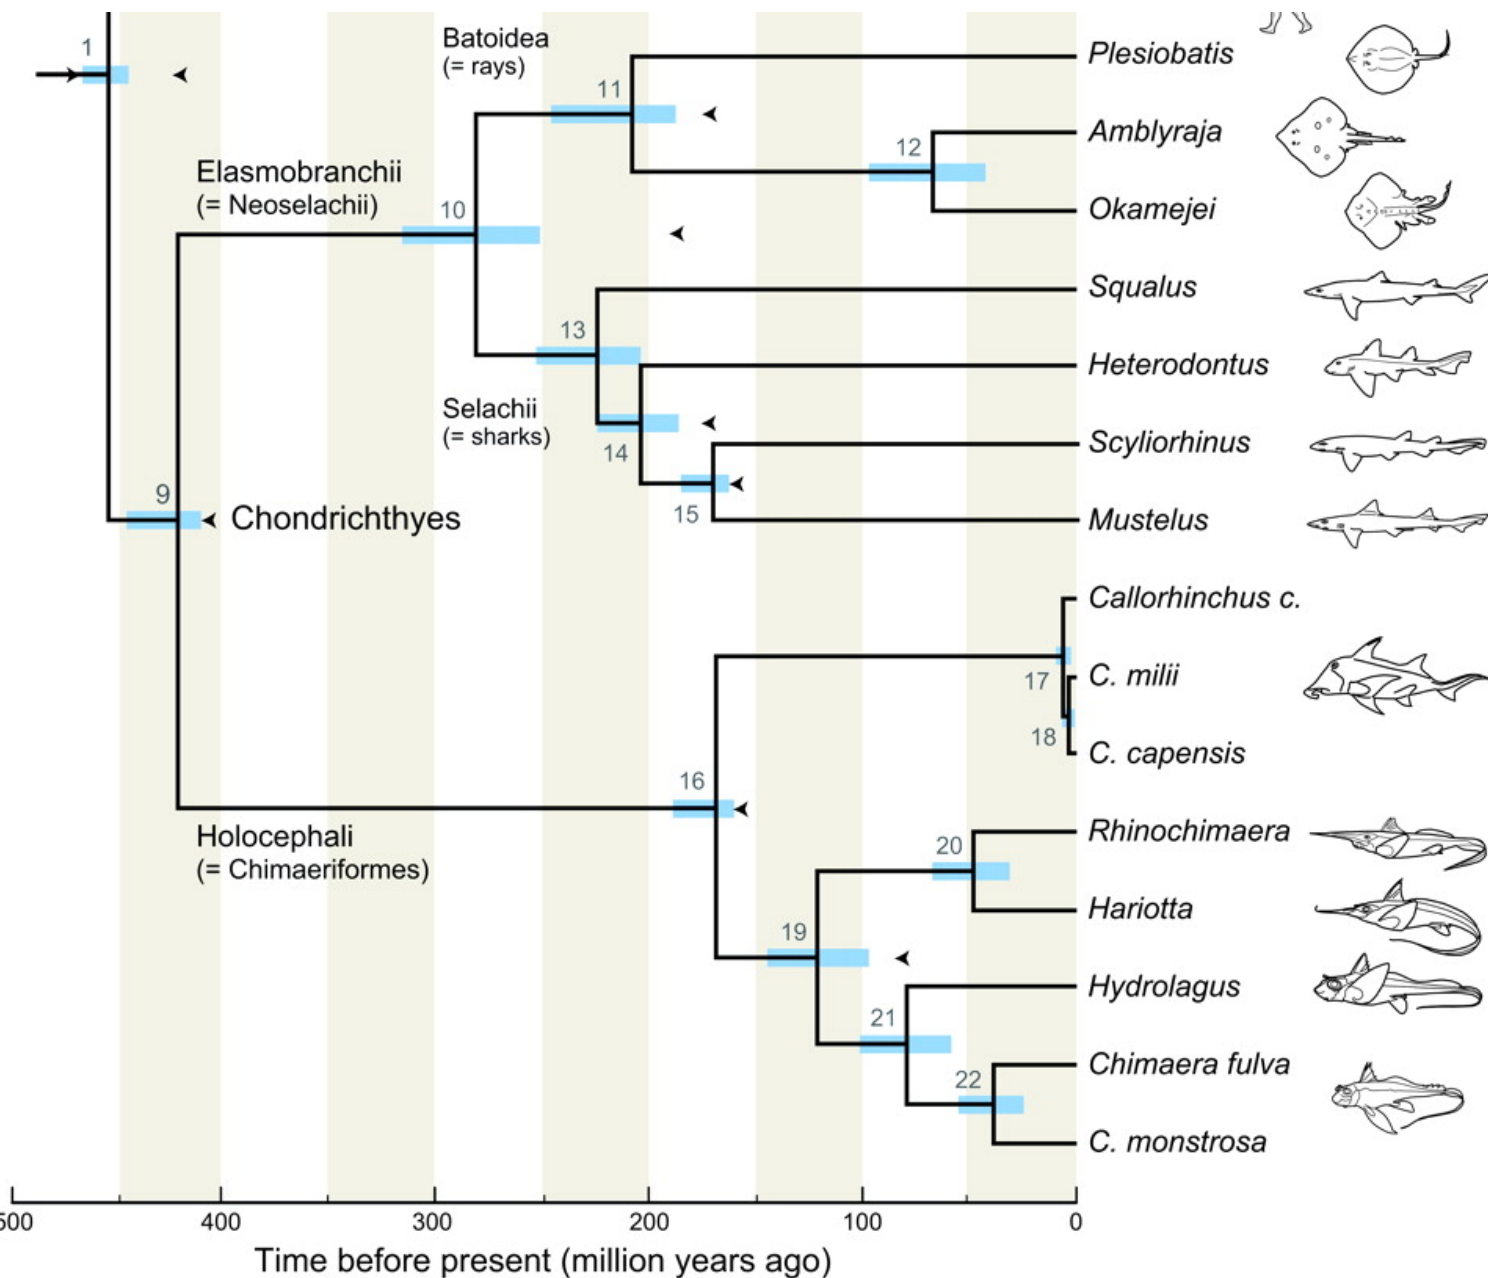 1
Batoidea
(= rays)
Plesiobatis
11
Amblyraja
12
Elasmobranchii
(= Neoselachii)
10
Okamejei
Squalus
13
Heterodontus
Selachii
(= sharks)
14
Scyliorhinus
9
Chondrichthyes
15
Mustelus
Callorhinchus c.
17
C. milii
18
C. capensis
16
Holocephali
(= Chimaeriformes)
Rhinochimaera
20
Hariotta
19
Hydrolagus
21
Chimaera fulva
22
C. monstrosa
500 400 300 200 100 0
Time before present (million years ago)